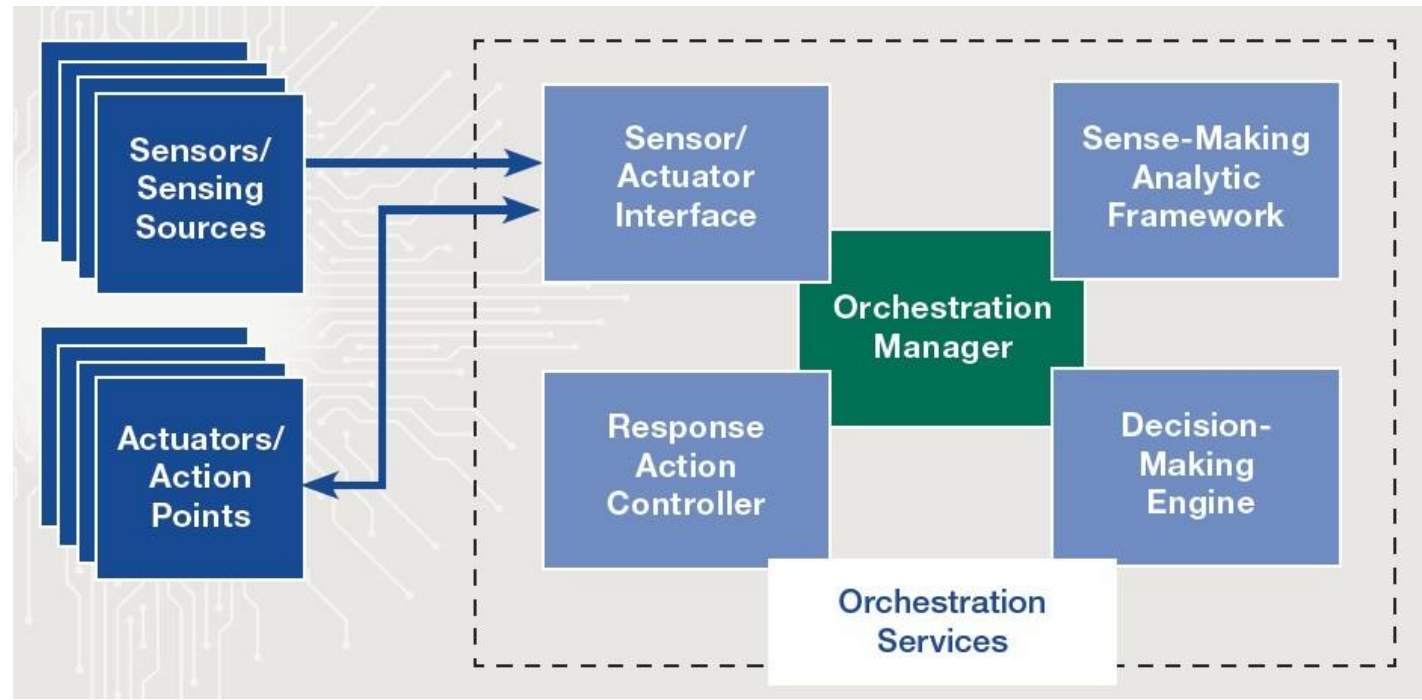 Sensors/
Sensing
Sources
Sensor/
Actuator
Interface
Sense-Making
Analytic
Framework
Orchestration
Manager
Actuators/
Action
Points
Response
Action
Controller
Decision-
Making
Engine
Orchestration
Services